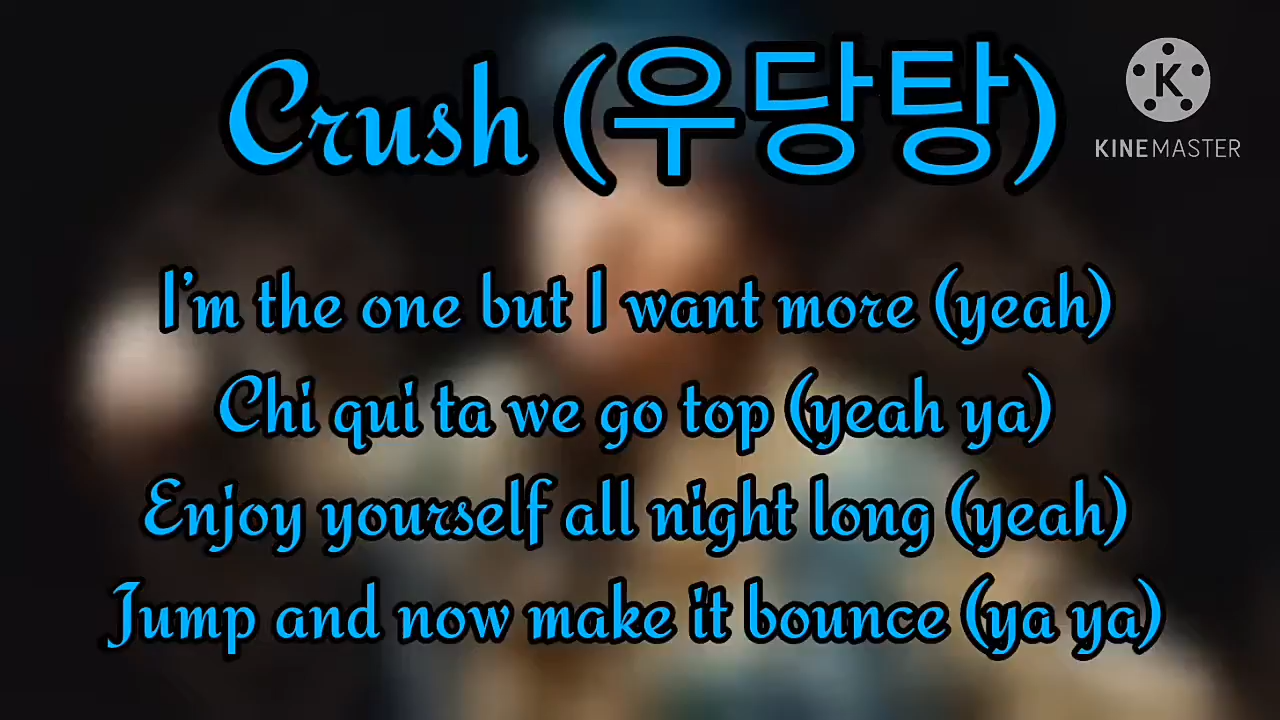 Crush (우당탕)
K
KINEMASTER
I'm the one but I want more (yeah)
Chi qui ta we go top (yeah ya)
Enjoy yourself all night long (yeah)
Jump and now make it bounce (ya ya)